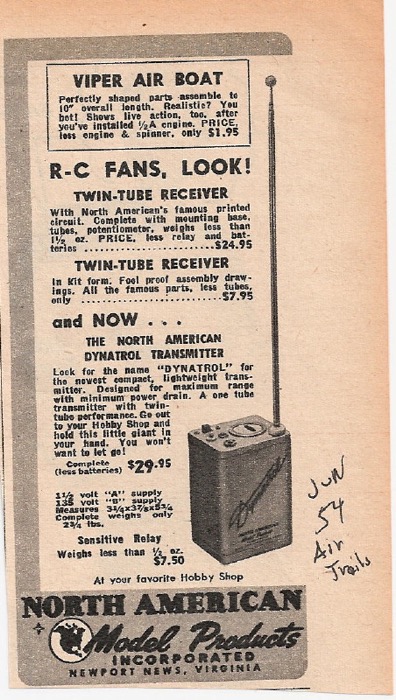 VIPER AIR BOAT
Perfectly shaped parts assemble to
10" overall length. Realistic? You
bet! Shows live action, too, after
you've installed ½A engine. PRICE,
less engine & spinner, only $1.95
R-C FANS, LOOK!
TWIN-TUBE RECEIVER
With North American's famous printed
circuit. Complete with mounting base,
tubes, potentiometer, weighs less than
1½ oz. PRICE, less relay and bat-
teries ........................$24.95
TWIN-TUBE RECEIVER
In Kit form. Fool proof assembly draw-
ings. All the famous parts, less tubes,
only ........................$7.95
and NOW . . .
THE NORTH AMERICAN
DYNATROL TRANSMITTER
Look for the name "DYNATROL" for
the newest compact, lightweight trans-
mitter. Designed for maximum range
with minimum power drain. A one tube
transmitter with twin-
tube performance. Go out
to your Hobby Shop and
hold this little giant in
your hand. You won't
want to let go!
Complete
(less batteries) $29.95
1½ volt "A" supply
135 volt "B" supply
Measures 3¼x3⅞x5¾
Complete weighs only
2¾ lbs.
Sensitive Relay
Weighs less than ½ oz.
$7.50
At your favorite Hobby Shop
NORTH AMERICAN
Model Products
INCORPORATED
NEWPORT NEWS, VIRGINIA
Dynatrol
JUN
54
Air
Trails